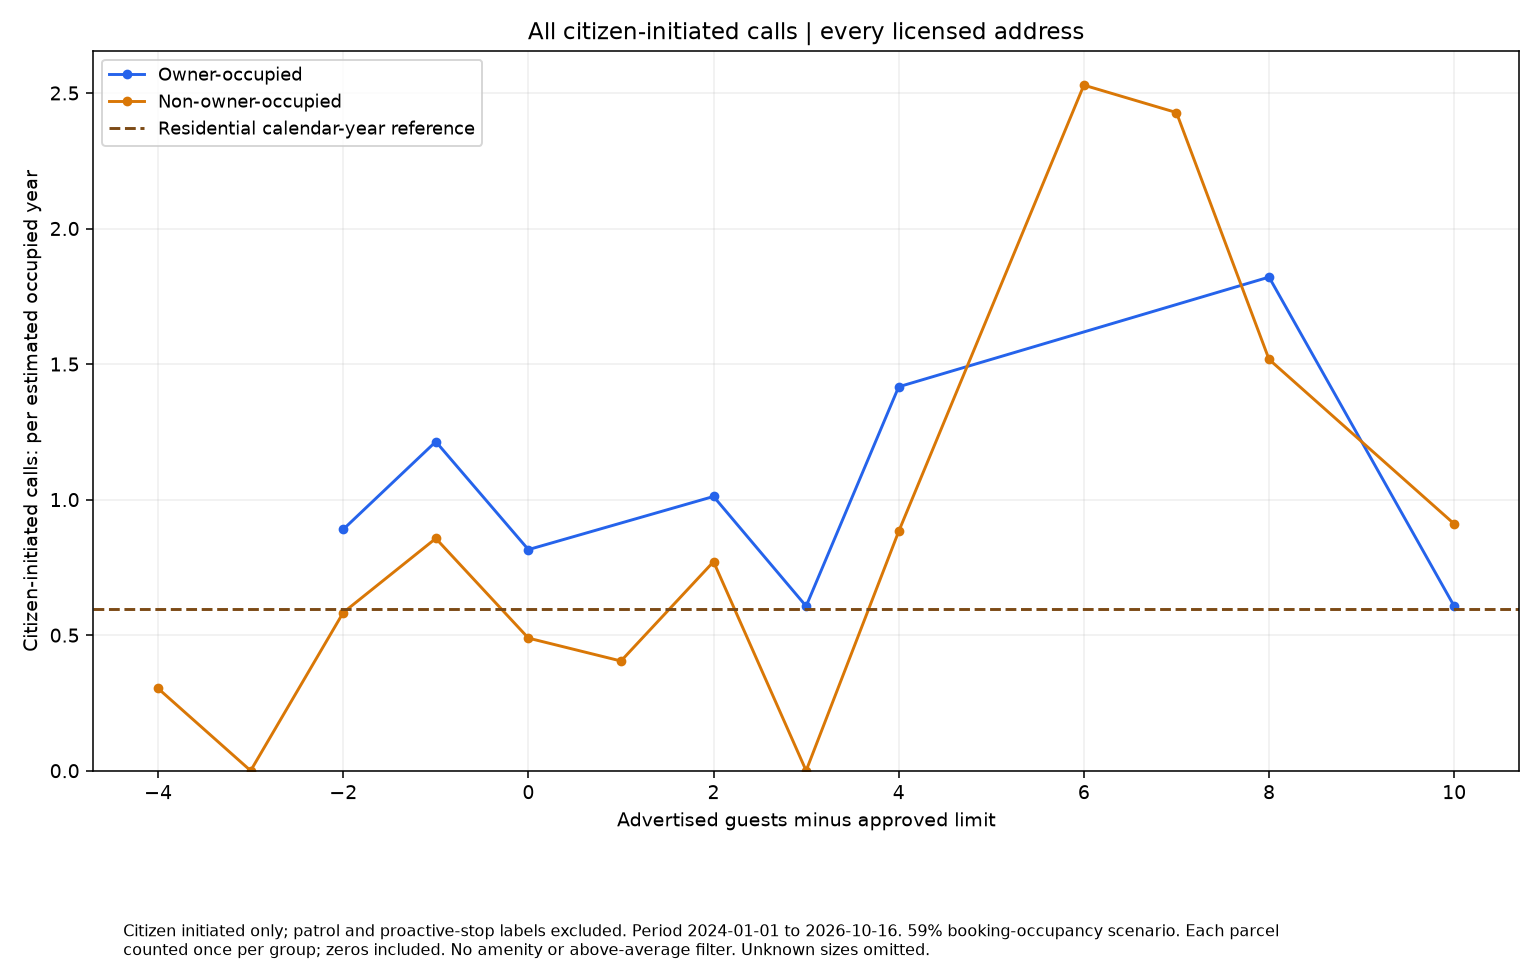 All citizen-initiated calls | every licensed address
Owner-occupied
Non-owner-occupied
Residential calendar-year reference
Citizen-initiated calls: per estimated occupied year
2.5
2.0
1.5
1.0
0.5
0.0
−4
−2
0
2
4
6
8
10
Advertised guests minus approved limit
Citizen initiated only; patrol and proactive-stop labels excluded. Period 2024-01-01 to 2026-10-16. 59% booking-occupancy scenario. Each parcel
counted once per group; zeros included. No amenity or above-average filter. Unknown sizes omitted.